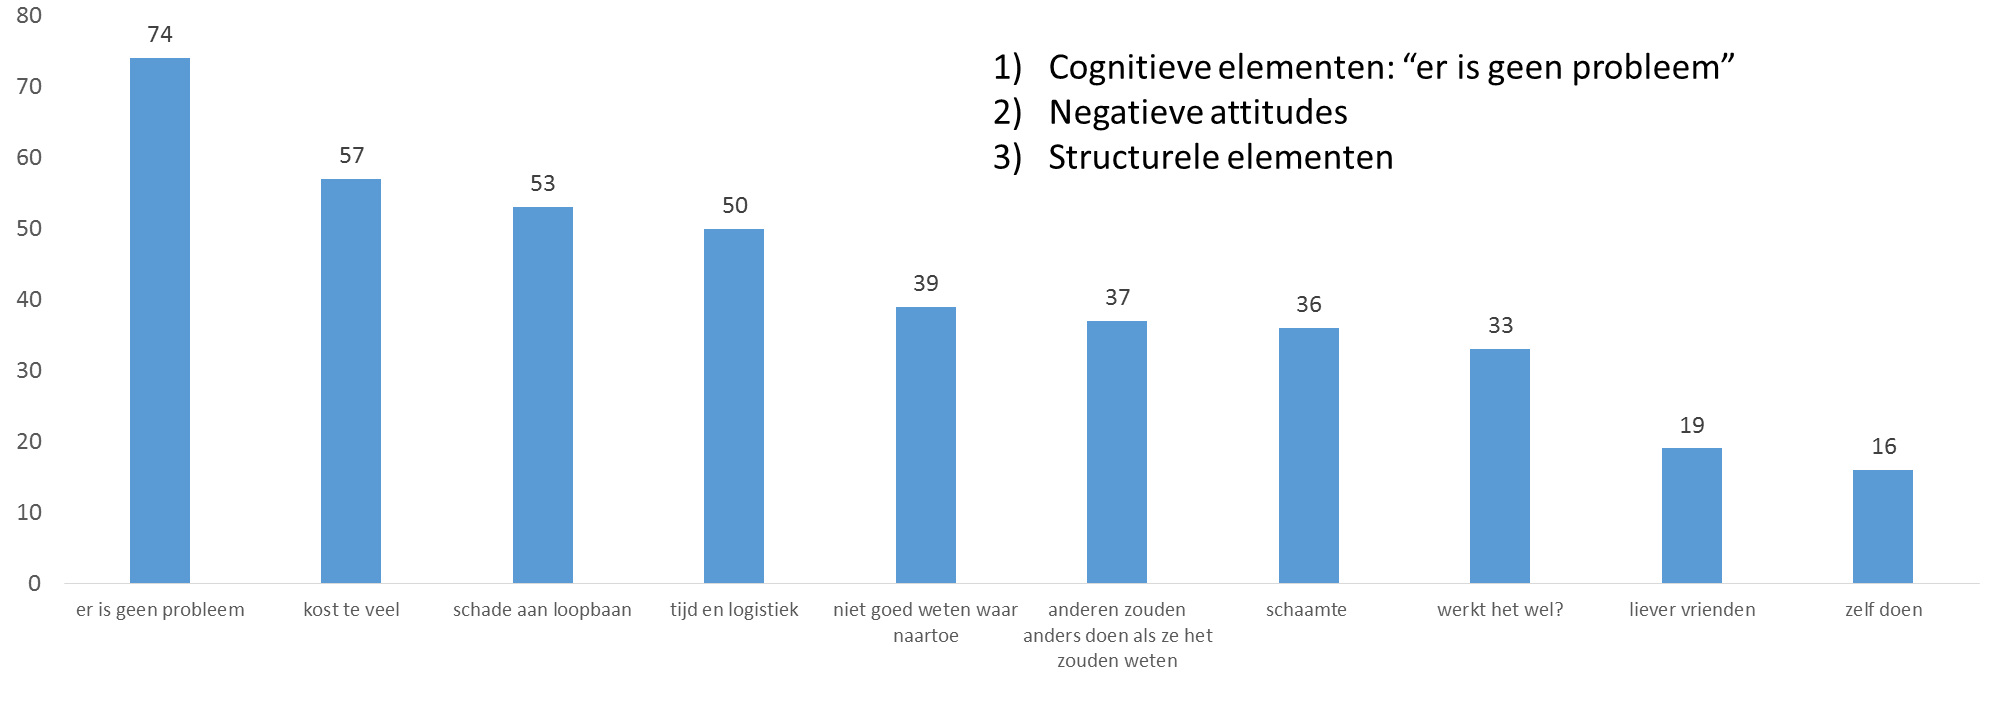 80
70
60
50
40
30
20
10
0
74
57
53
50
39
37
36
33
19
16
1) Cognitieve elementen: “er is geen probleem”
2) Negatieve attitudes
3) Structurele elementen
er is geen probleem
kost te veel
schade aan loopbaan
tijd en logistiek
niet goed weten waar
naartoe
anderen zouden
anders doen als ze het
zouden weten
schaamte
werkt het wel?
liever vrienden
zelf doen